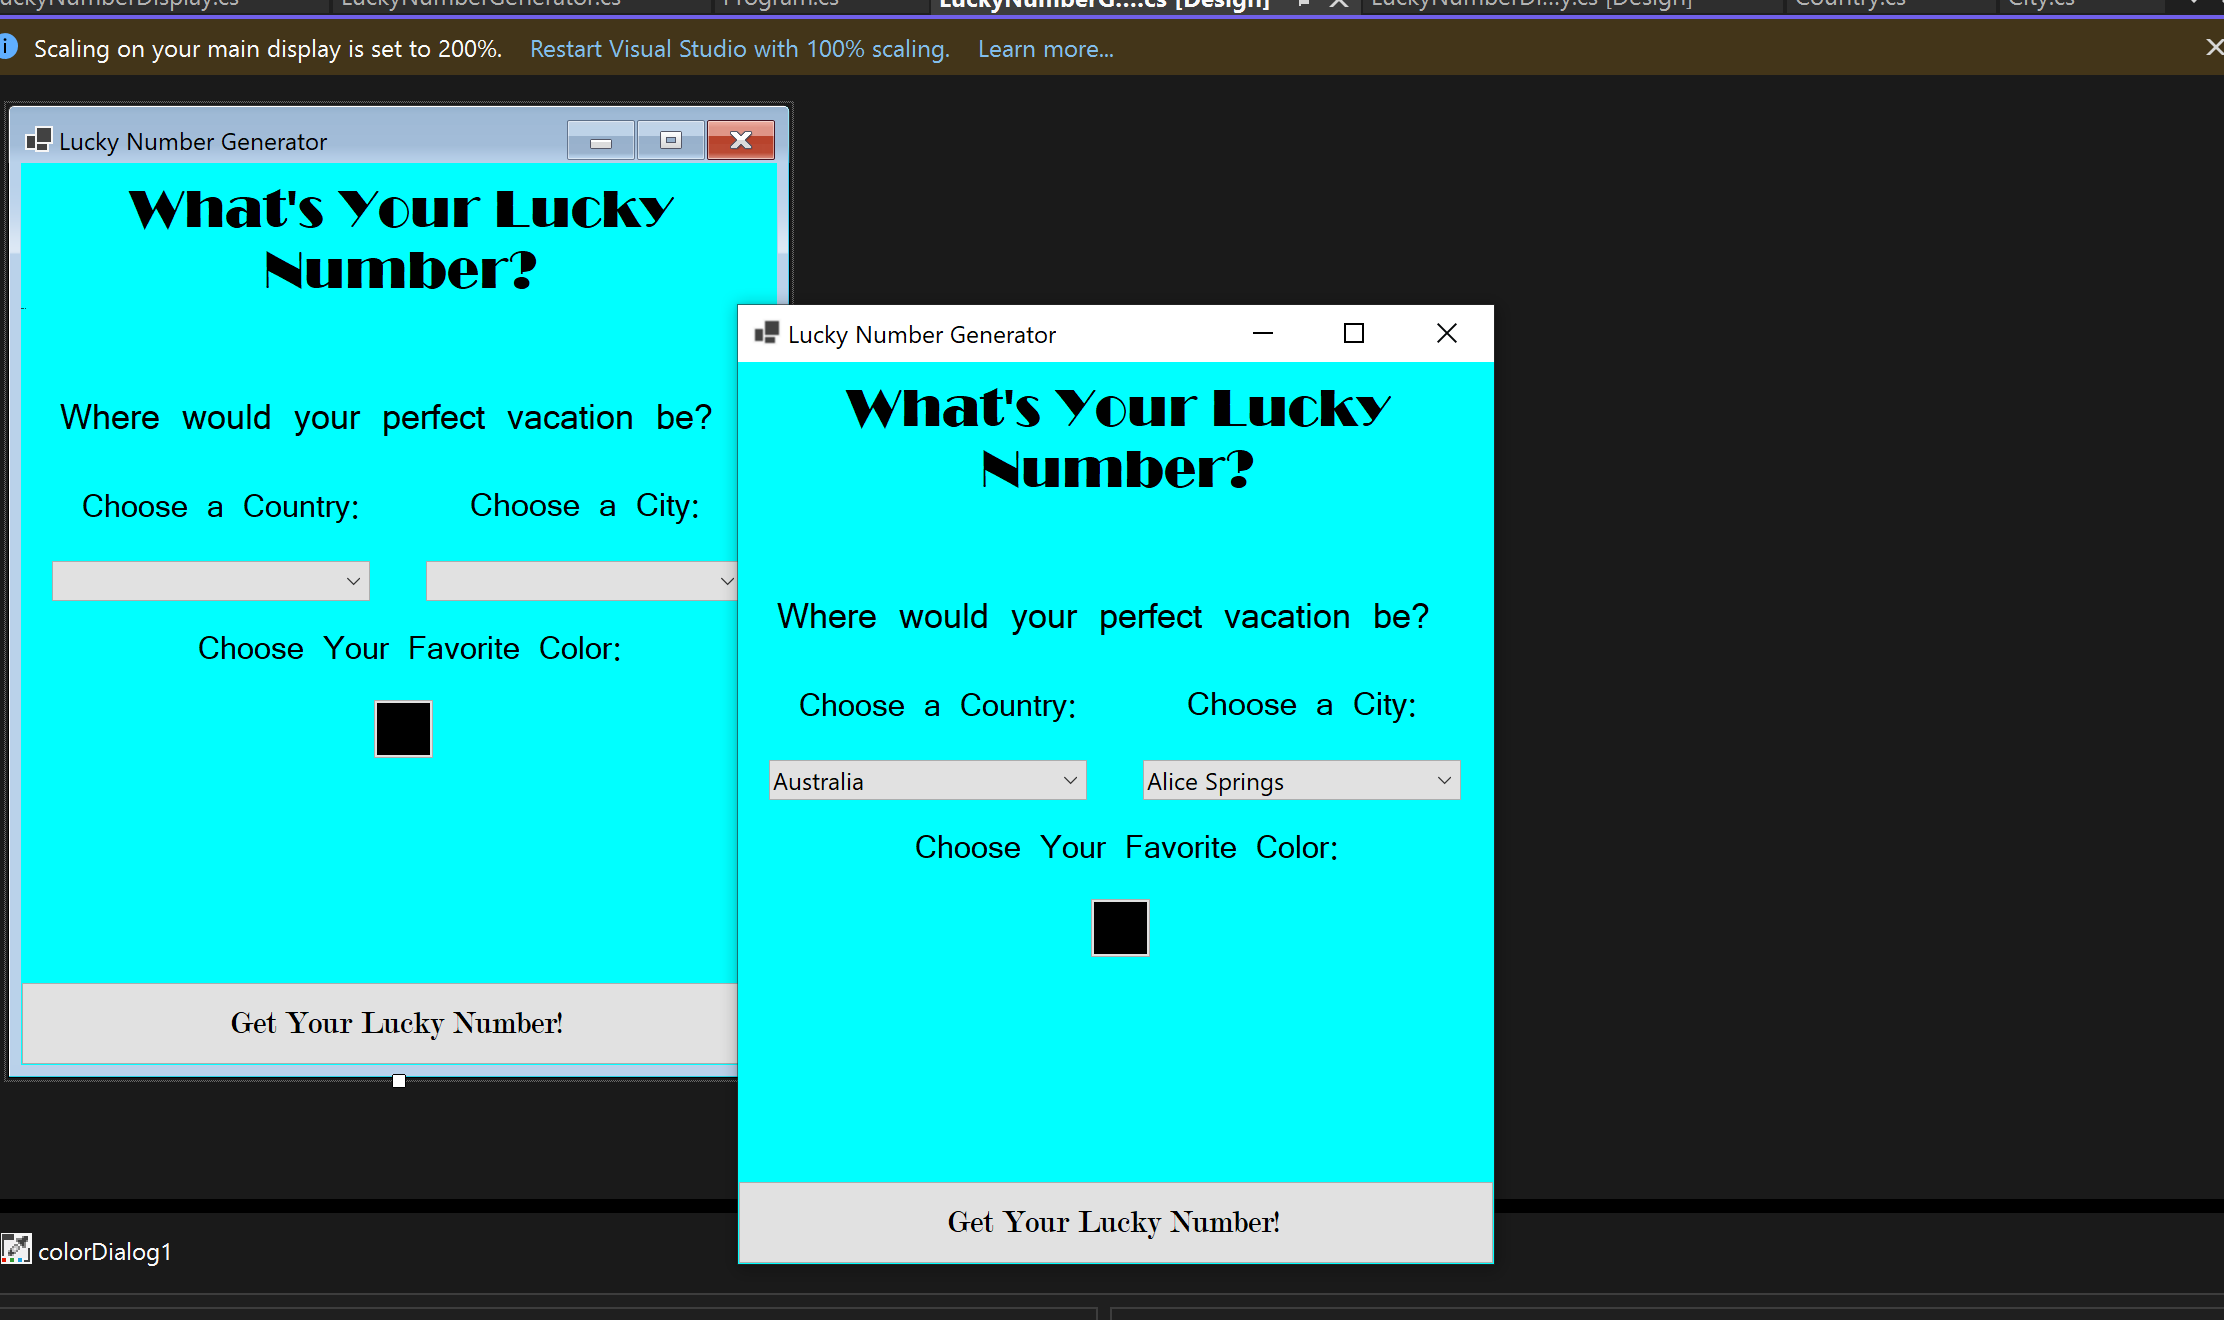 LuckyNumberGenerator.cs
Program.cs
LuckyNumberG....cs [Design]
LuckyNumberDi...y.cs [Design]
Country.cs
City.cs
Scaling on your main display is set to 200%. Restart Visual Studio with 100% scaling. Learn more...
Lucky Number Generator
What's Your Lucky
Number?
Where would your perfect vacation be?
Choose a Country:
Choose a City:
Choose Your Favorite Color:
Get Your Lucky Number!
Lucky Number Generator
What's Your Lucky
Number?
Where would your perfect vacation be?
Choose a Country:
Choose a City:
Australia
Alice Springs
Choose Your Favorite Color:
Get Your Lucky Number!
colorDialog1